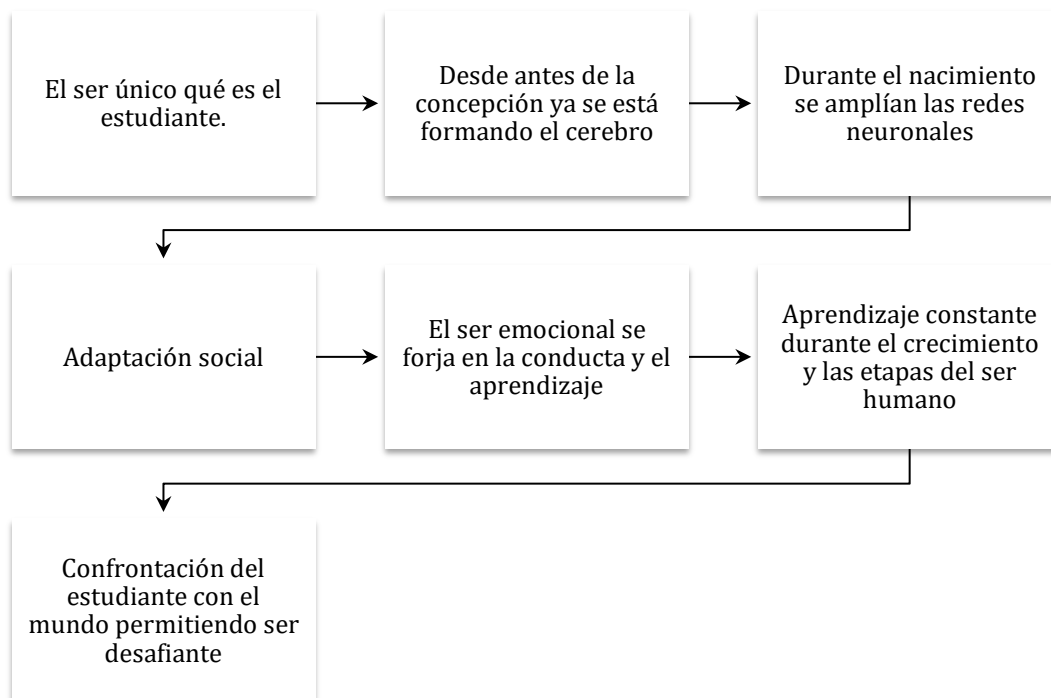 El ser único qué es el
estudiante.
Desde antes de la
concepción ya se está
formando el cerebro
Durante el nacimiento
se amplían las redes
neuronales
Adaptación social
El ser emocional se
forja en la conducta y el
aprendizaje
Aprendizaje constante
durante el crecimiento
y las etapas del ser
humano
Confrontación del
estudiante con el
mundo permitiendo ser
desafiante